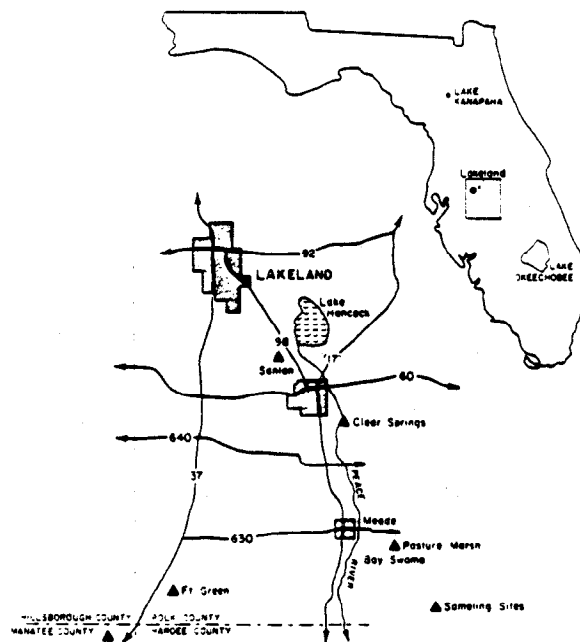 LAKE
KANAPAHA
Lakeland
LAKE
OKEECHOBEE
92
LAKELAND
Lake
Hancock
98
17
Sanlan
60
Clear Springs
640
37
PEACE
Meade
630
Pasture Marsh
RIVER
Bay Swamp
Ft Green
Sampling Sites
HILLSBOROUGH COUNTY POLK COUNTY
MANATEE COUNTY HARDEE COUNTY